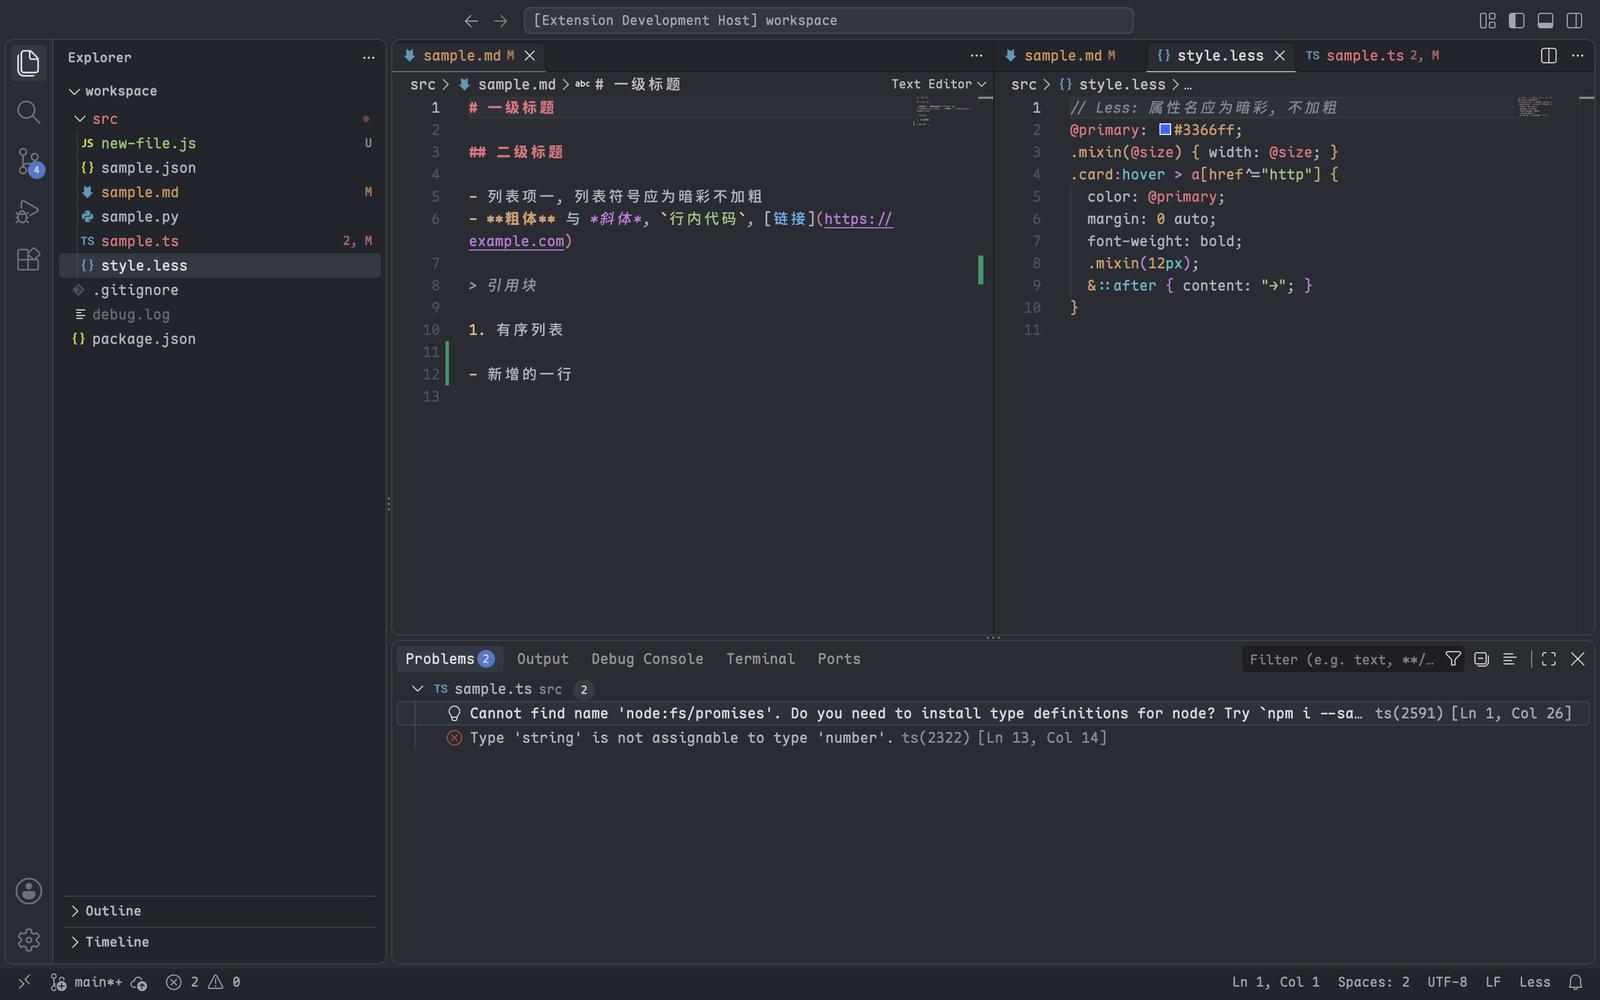 [Extension Development Host] workspace
Explorer
workspace
src
JS new-file.js U
{} sample.json
sample.md M
sample.py
TS sample.ts 2, M
{} style.less
.gitignore
debug.log
{} package.json
Outline
Timeline
4
sample.md M
src > sample.md > abc # 一级标题
Text Editor
1 # 一级标题
2
3 ## 二级标题
4
5 - 列表项一, 列表符号应为暗彩不加粗
6 - **粗体** 与 *斜体*, `行内代码`, [链接](https://
example.com)
7
8 > 引用块
9
10 1. 有序列表
11
12 - 新增的一行
13
sample.md M
{} style.less
TS sample.ts 2, M
src > {} style.less > …
1 // Less: 属性名应为暗彩, 不加粗
2 @primary: #3366ff;
3 .mixin(@size) { width: @size; }
4 .card:hover > a[href^="http"] {
5 color: @primary;
6 margin: 0 auto;
7 font-weight: bold;
8 .mixin(12px);
9 &::after { content: "→"; }
10 }
11
Problems 2 Output Debug Console Terminal Ports
Filter (e.g. text, **/…
TS sample.ts src 2
Cannot find name 'node:fs/promises'. Do you need to install type definitions for node? Try `npm i --sa… ts(2591) [Ln 1, Col 26]
Type 'string' is not assignable to type 'number'. ts(2322) [Ln 13, Col 14]
main*+ 2 0
Ln 1, Col 1 Spaces: 2 UTF-8 LF Less